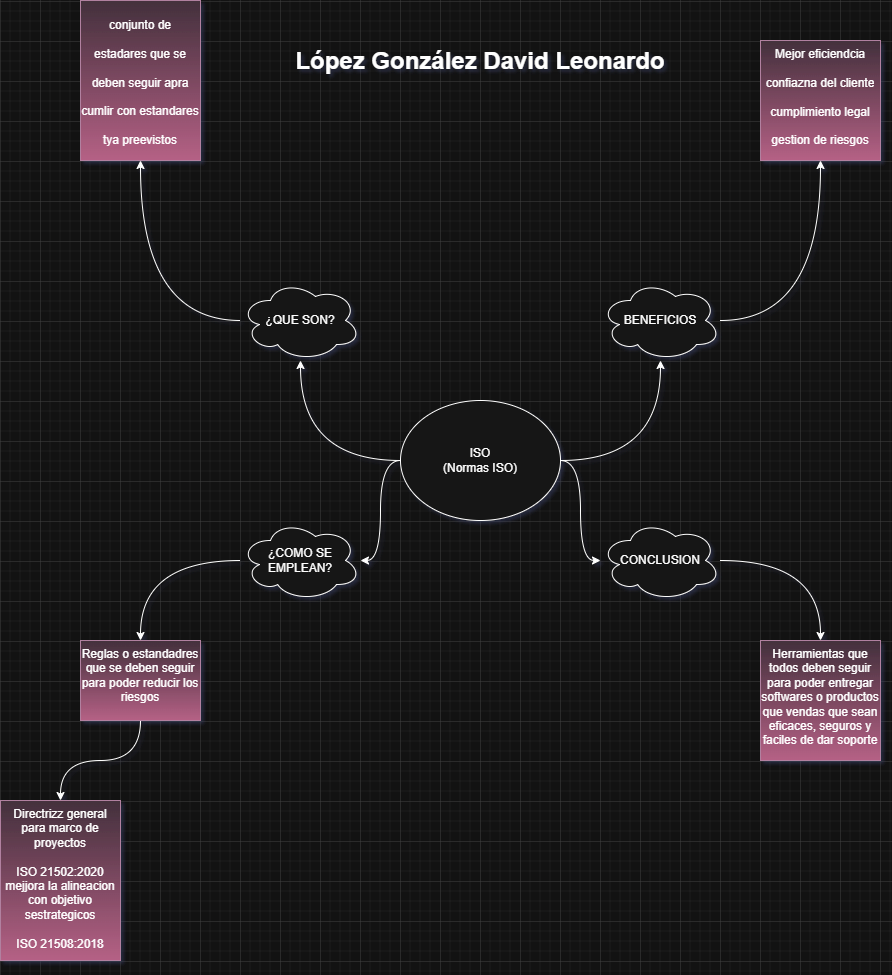 López González David Leonardo
conjunto de
estadares que se
deben seguir apra
cumlir con estandares
tya preevistos
Mejor eficiendcia
confiazna del cliente
cumplimiento legal
gestion de riesgos
¿QUE SON?
BENEFICIOS
ISO
(Normas ISO)
¿COMO SE
EMPLEAN?
CONCLUSION
Reglas o estandadres
que se deben seguir
para poder reducir los
riesgos
Herramientas que
todos deben seguir
para poder entregar
softwares o productos
que vendas que sean
eficaces, seguros y
faciles de dar soporte
Directrizz general
para marco de
proyectos
ISO 21502:2020
mejjora la alineacion
con objetivo
sestrategicos
ISO 21508:2018